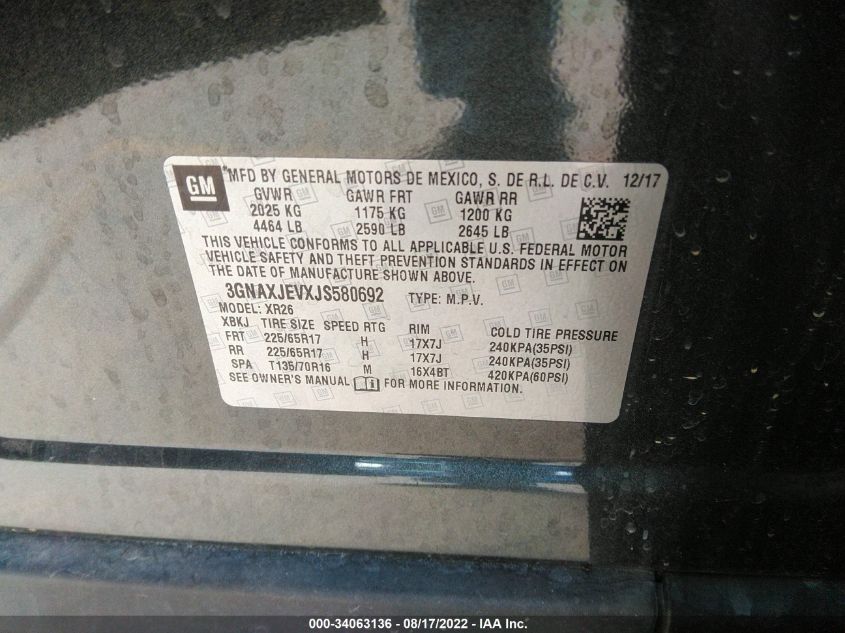 GM
*MFD BY GENERAL MOTORS DE MEXICO, S. DE R.L. DE C.V. 12/17
GVWR GAWR FRT GAWR RR
2025 KG 1175 KG 1200 KG
4464 LB 2590 LB 2645 LB
THIS VEHICLE CONFORMS TO ALL APPLICABLE U.S. FEDERAL MOTOR
VEHICLE SAFETY AND THEFT PREVENTION STANDARDS IN EFFECT ON
THE DATE OF MANUFACTURE SHOWN ABOVE.
3GNAXJEVXJS580692 TYPE: M.P.V.
MODEL: XR26
XBKJ TIRE SIZE SPEED RTG RIM COLD TIRE PRESSURE
FRT 225/65R17 H 17X7J 240KPA(35PSI)
RR 225/65R17 H 17X7J 240KPA(35PSI)
SPA T135/70R16 M 16X4BT 420KPA(60PSI)
SEE OWNER'S MANUAL FOR MORE INFORMATION.
000-34063136 - 08/17/2022 - IAA Inc.